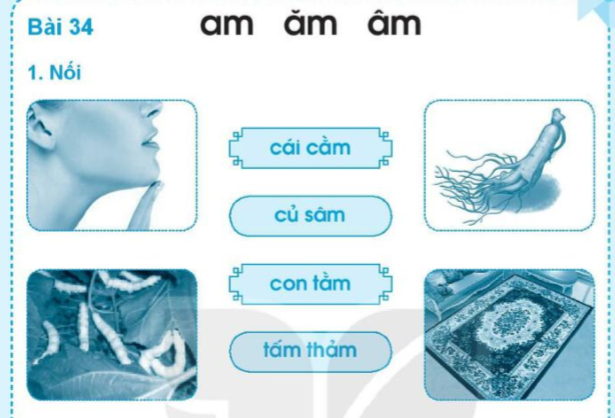 Bài 34
am ăm âm
1. Nối
cái cằm
củ sâm
con tằm
tấm thảm